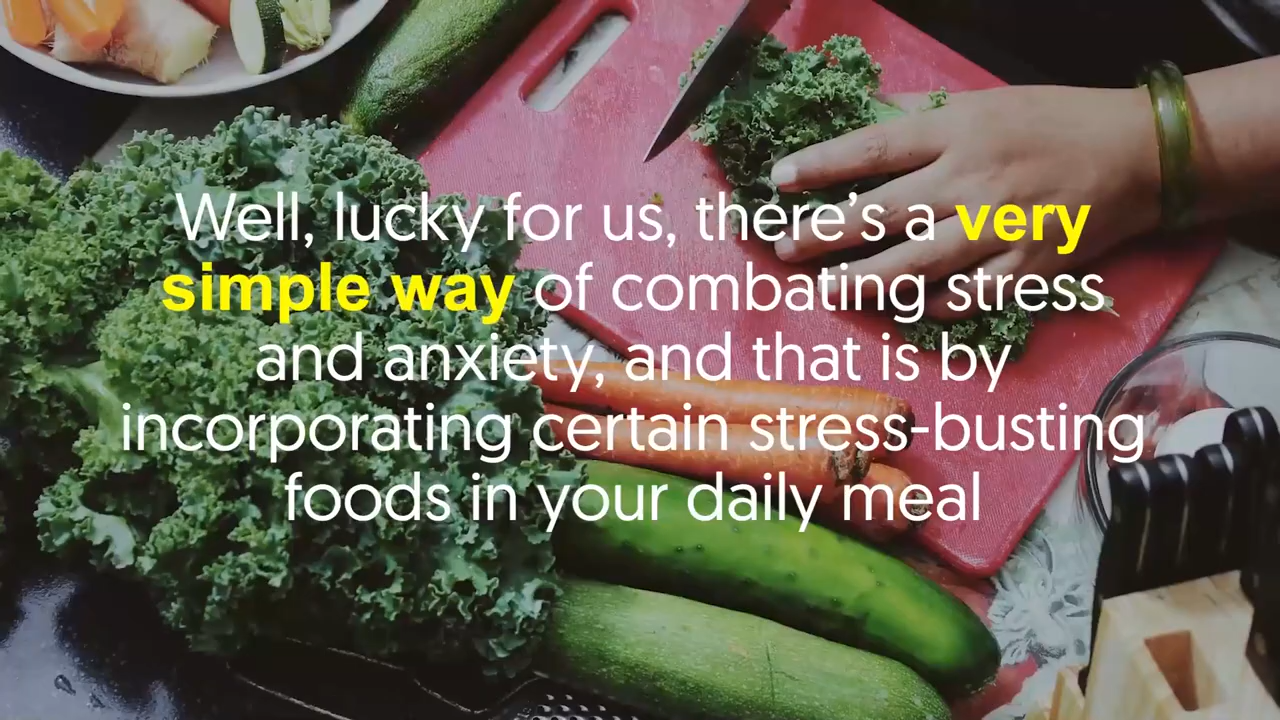 Well, lucky for us, there's a very
simple way of combating stress
and anxiety, and that is by
incorporating certain stress-busting
foods in your daily meal